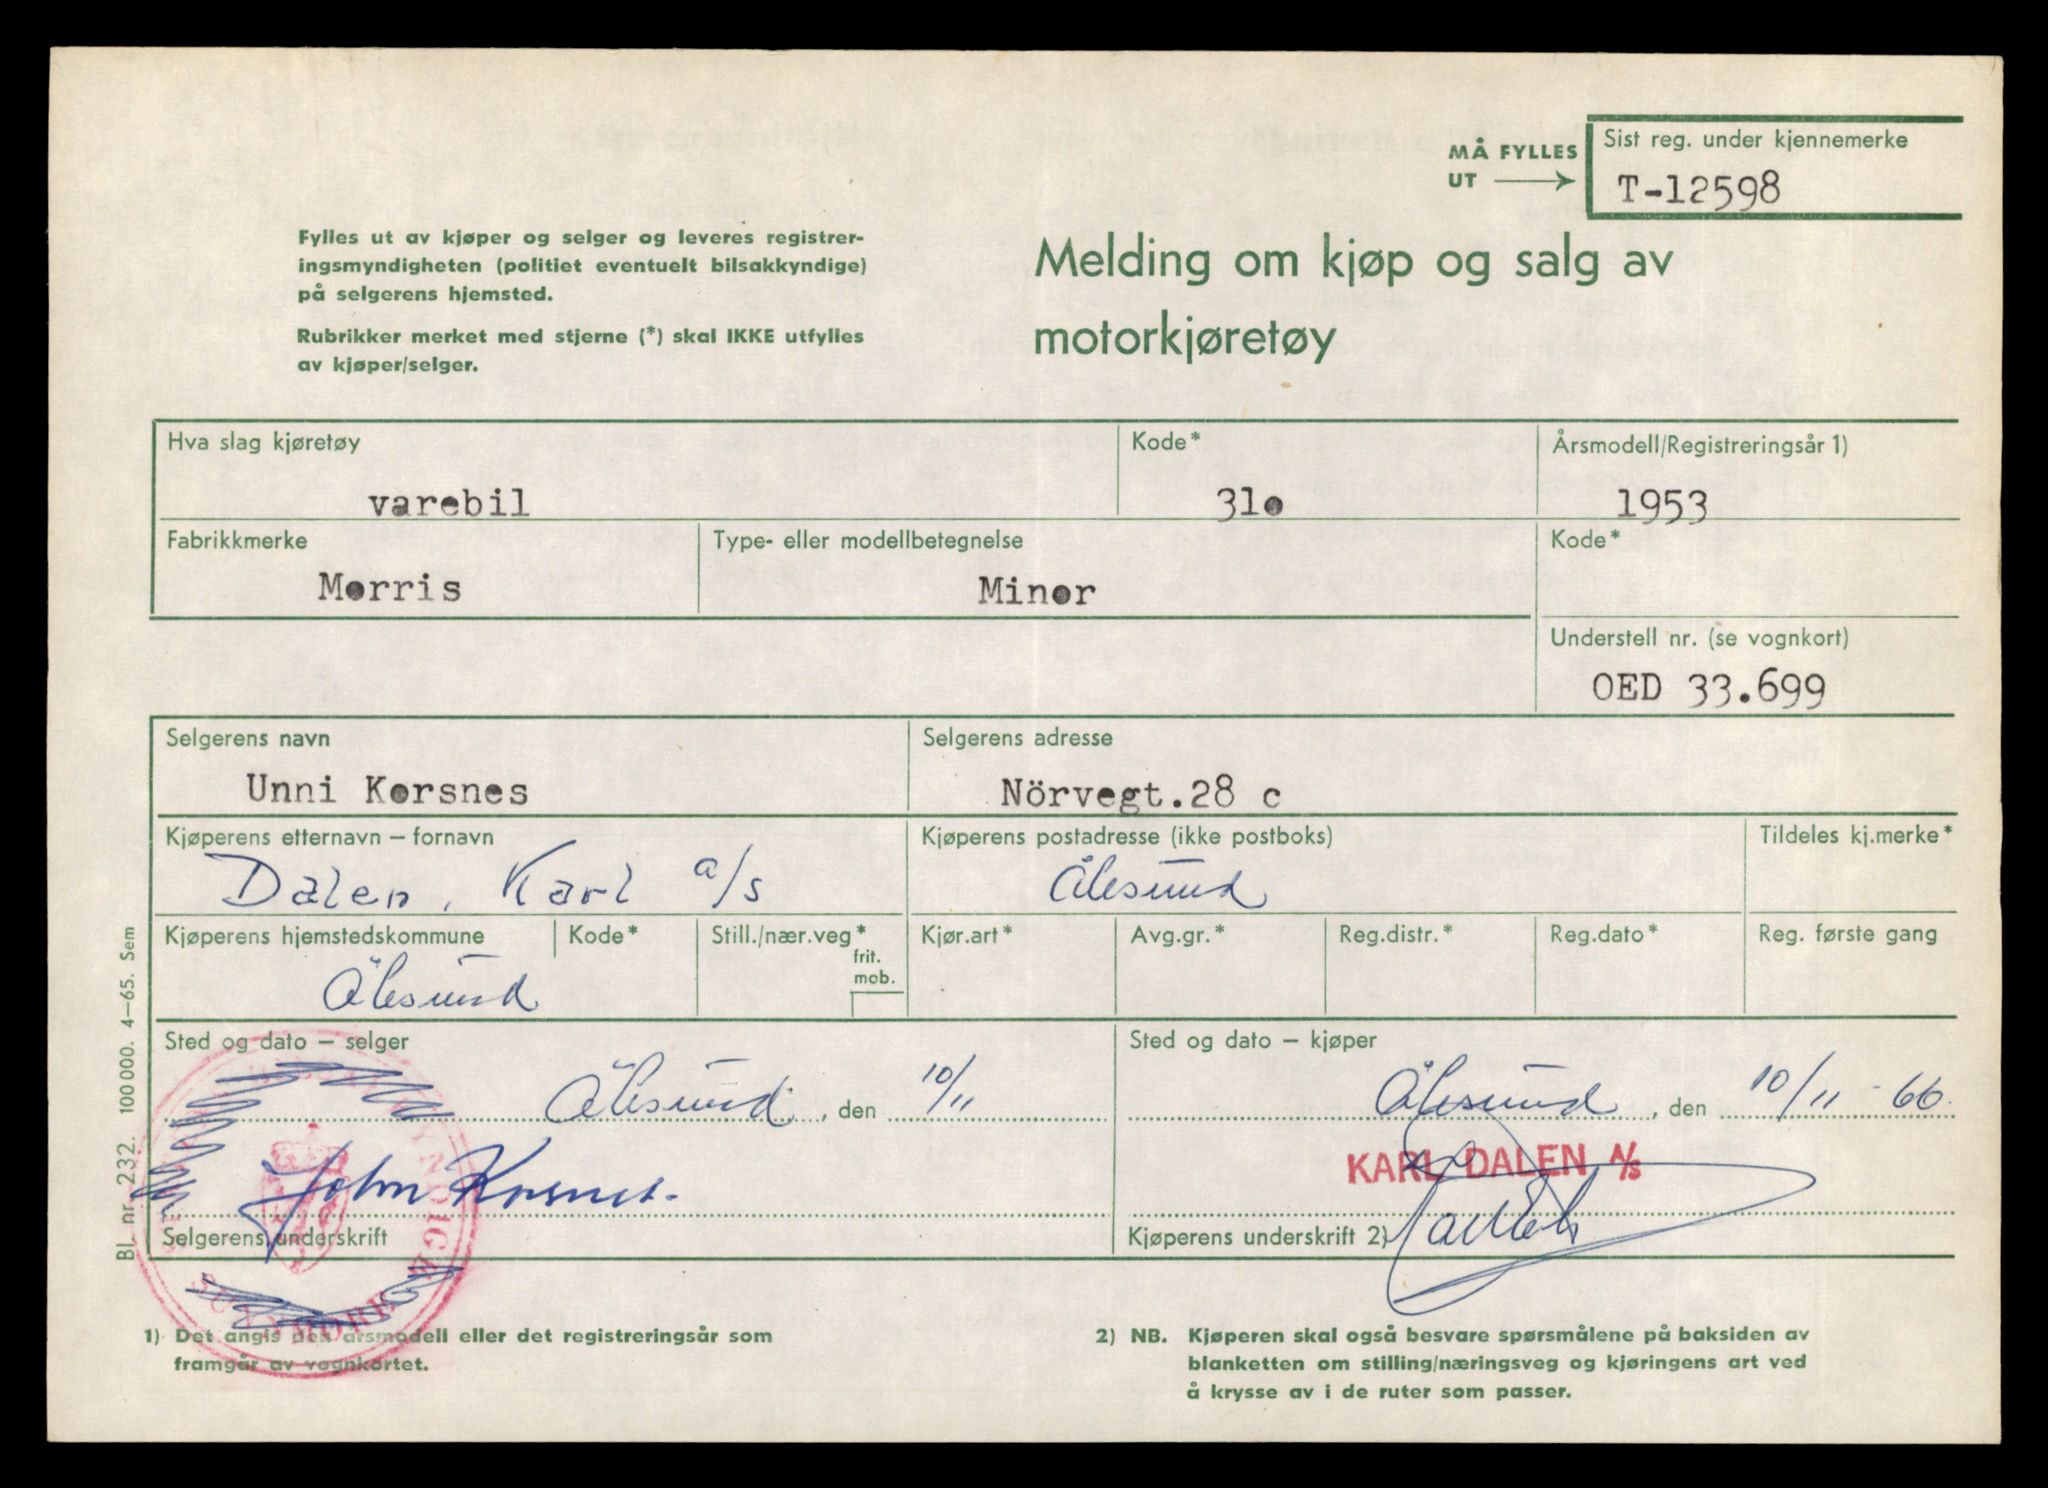 MÅ FYLLES
UT
Sist reg. under kjennemerke
T-12598
Fylles ut av kjøper og selger og leveres registrer-
ingsmyndigheten (politiet eventuelt bilsakkyndige)
på selgerens hjemsted.
Rubrikker merket med stjerne (*) skal IKKE utfylles
av kjøper/selger.
Melding om kjøp og salg av
motorkjøretøy
Hva slag kjøretøy
varebil
Kode*
310
Årsmodell/Registreringsår 1)
1953
Fabrikkmerke
Morris
Type- eller modellbetegnelse
Minor
Kode*
Understell nr. (se vognkort)
OED 33.699
Selgerens navn
Unni Korsnes
Selgerens adresse
Nörvegt.28 c
Kjøperens etternavn – fornavn
Dalen, Karl a/s
Kjøperens postadresse (ikke postboks)
Ålesund
Tildeles kj.merke*
Kjøperens hjemstedskommune
Ålesund
Kode*
Still./nær.veg*
frit.
mob.
Kjør.art*
Avg.gr.*
Reg.distr.*
Reg.dato*
Reg. første gang
Sted og dato – selger
Ålesund, den 10/11
John Korsnes.
Selgerens underskrift
Sted og dato – kjøper
Ålesund, den 10/11-66
KARL DALEN A/S
Kjøperens underskrift 2)
1) Det angis den årsmodell eller det registreringsår som
framgår av vognkortet.
2) NB. Kjøperen skal også besvare spørsmålene på baksiden av
blanketten om stilling/næringsveg og kjøringens art ved
å krysse av i de ruter som passer.
Bl. nr. 232. 100 000. 4–65. Sem